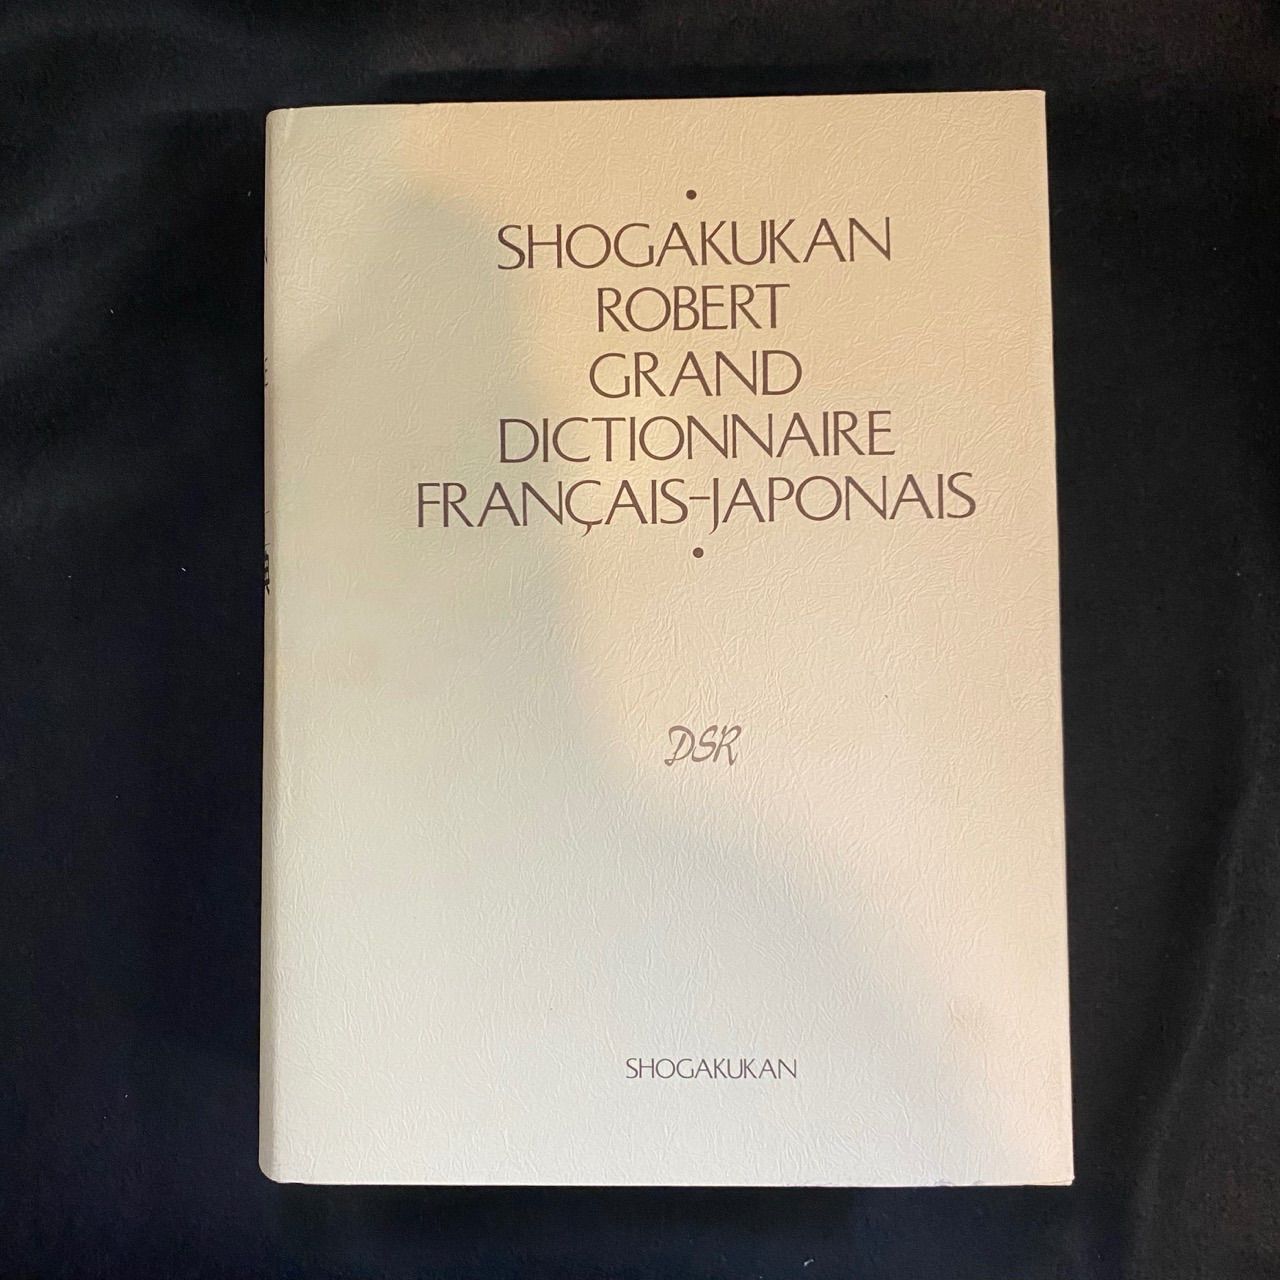 SHOGAKUKAN
ROBERT
GRAND
DICTIONNAIRE
FRANÇAIS-JAPONAIS
DSR
SHOGAKUKAN